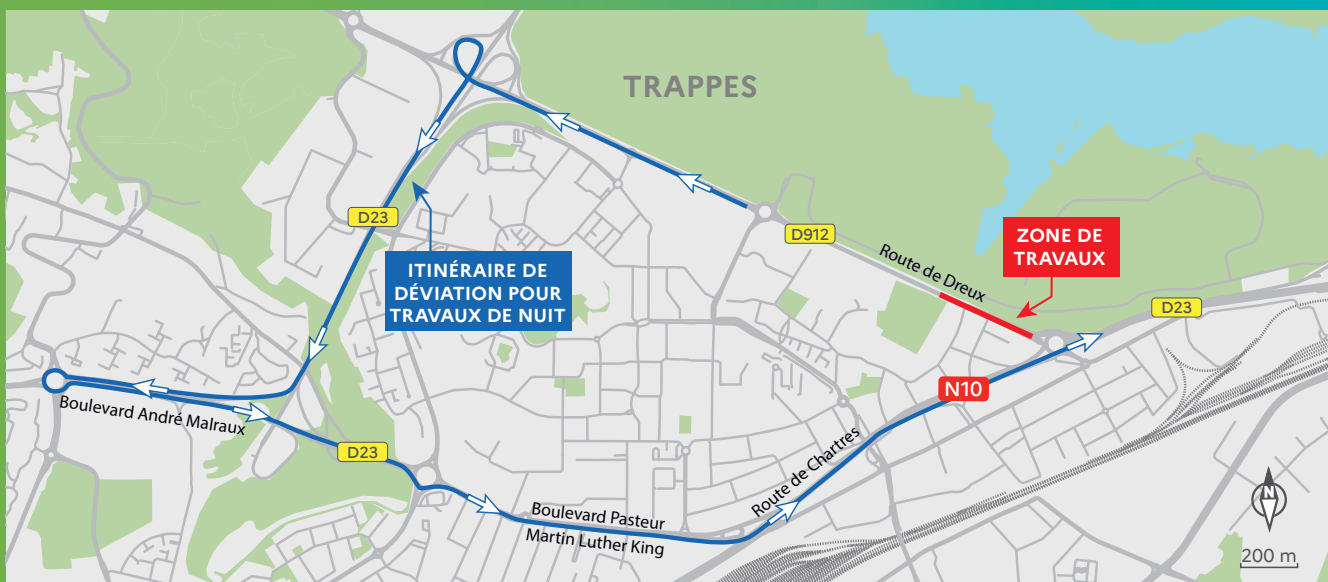 TRAPPES
D23
D912
Route de Dreux
ZONE DE
TRAVAUX
ITINÉRAIRE DE
DÉVIATION POUR
TRAVAUX DE NUIT
D23
N10
Boulevard André Malraux
D23
Route de Chartres
Boulevard Pasteur
Martin Luther King
N
200 m